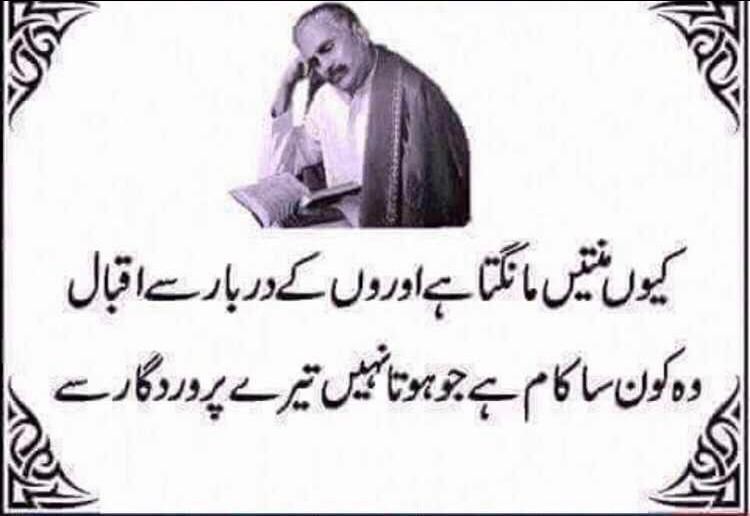 کیوں منتیں مانگتا ہے اوروں کے دربار سے اقبال
وہ کون سا کام ہے جو ہوتا نہیں تیرے پروردگار سے